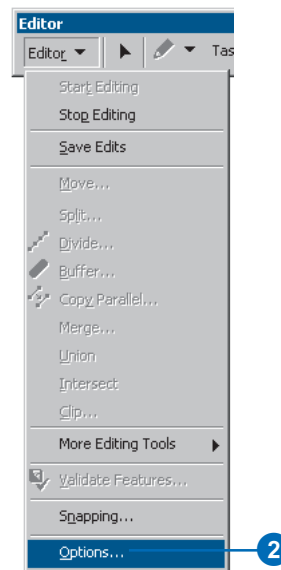 Editor
Editor Tas
Start Editing
Stop Editing
Save Edits
Move...
Split...
Divide...
Buffer...
Copy Parallel...
Merge...
Union
Intersect
Clip...
More Editing Tools
Validate Features...
Snapping...
Options... 2